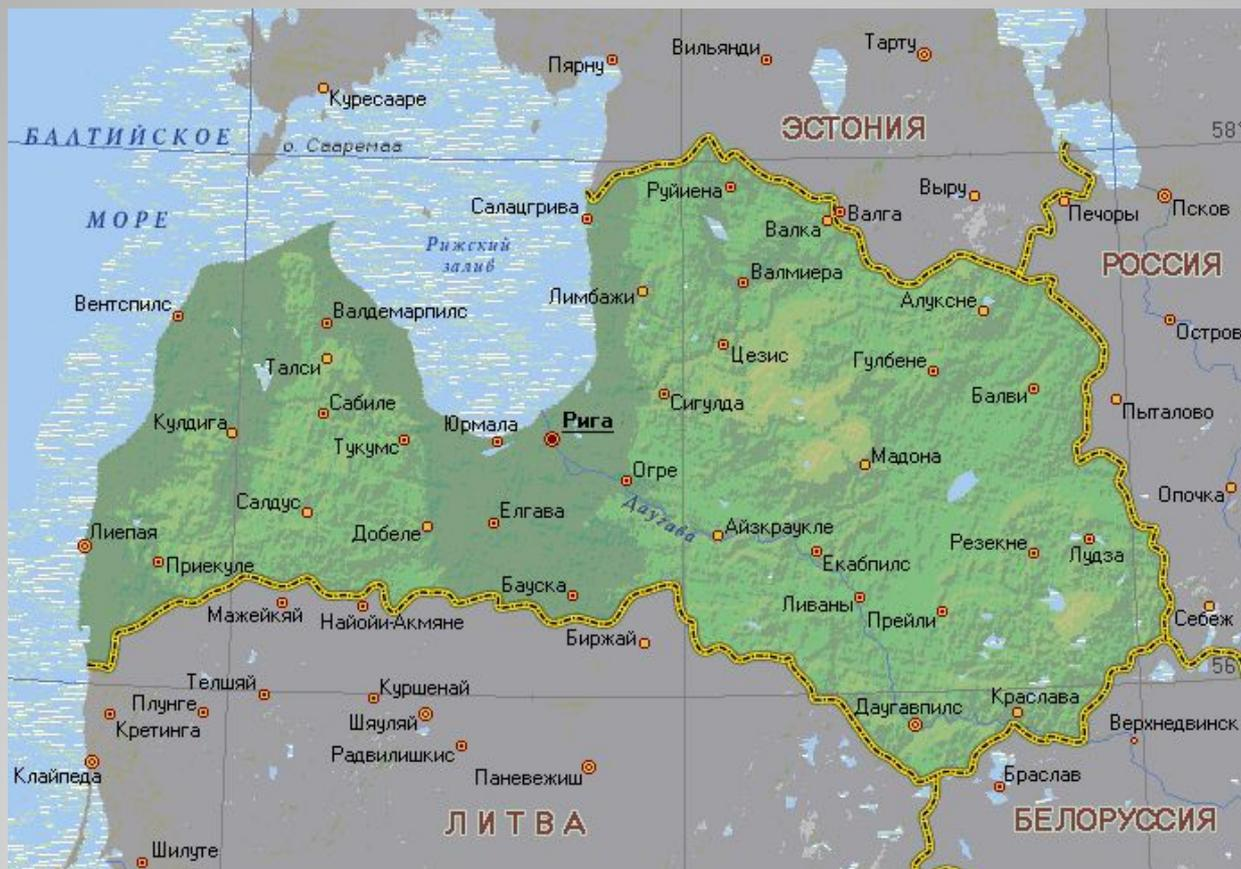 Тарту
Вильянди
Пярну
Куресааре
ЭСТОНИЯ
58°
БАЛТИЙСКОЕ
о. Сааремаа
МОРЕ
Руйиена
Выру
Печоры
Псков
Салацгрива
Валга
Валка
Рижский
залив
РОССИЯ
Валмиера
Лимбажи
Алуксне
Вентспилс
Валдемарпилс
Остров
Цезис
Гулбене
Талси
Балви
Сабиле
Сигулда
Пыталово
Кулдига
Юрмала
Рига
Тукумс
Мадона
Огре
Опочка
Салдус
Елгава
Даугава
Айзкраукле
Лиепая
Добеле
Резекне
Лудза
Екабпилс
Приекуле
Бауска
Ливаны
Прейли
Мажейкяй
Найойи-Акмяне
Себеж
Биржай
56°
Телшяй
Куршенай
Краслава
Плунге
Даугавпилс
Кретинга
Шяуляй
Верхнедвинск
Радвилишкис
Клайпеда
Паневежиш
Браслав
ЛИТВА
БЕЛОРУССИЯ
Шилуте